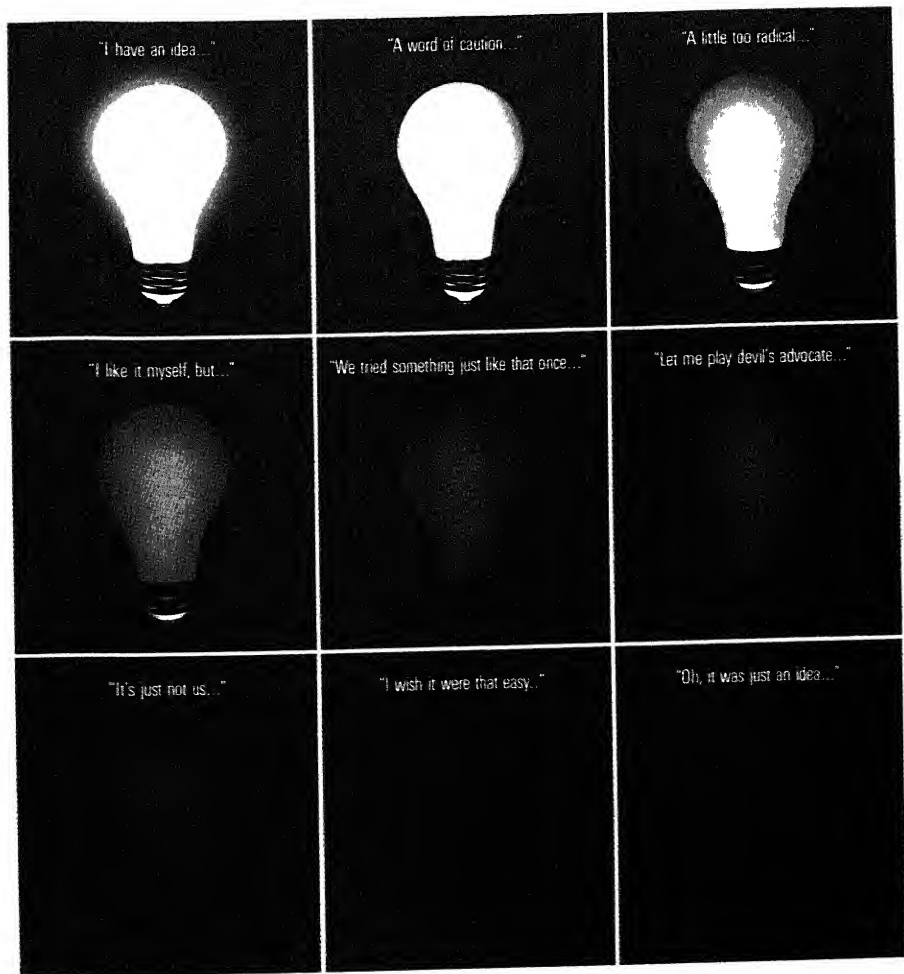 "I have an idea..."
"A word of caution..."
"A little too radical..."
"I like it myself, but..."
"We tried something just like that once..."
"Let me play devil's advocate..."
"It's just not us..."
"I wish it were that easy.."
"Oh, it was just an idea..."